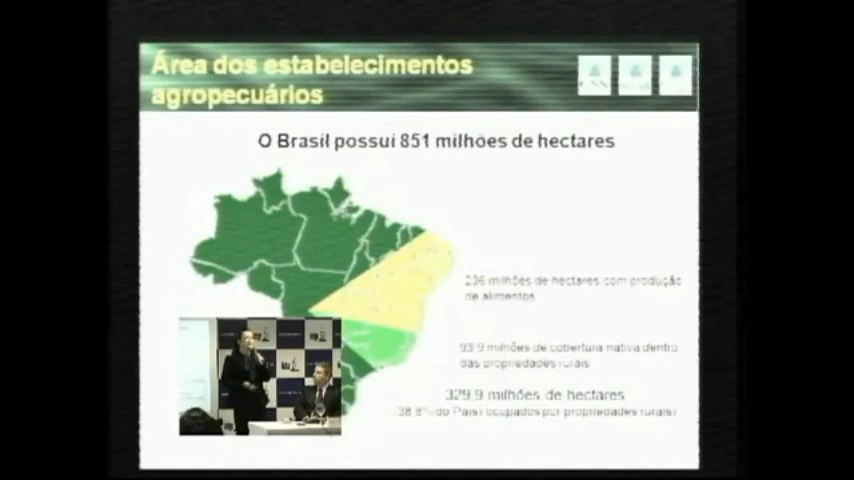 Área dos estabelecimentos
agropecuários
O Brasil possui 851 milhões de hectares
236 milhões de hectares com produção
de alimentos
93,9 milhões de cobertura nativa dentro
das propriedades rurais
329,9 milhões de hectares
(38,8% do País) ocupados por propriedades rurais)